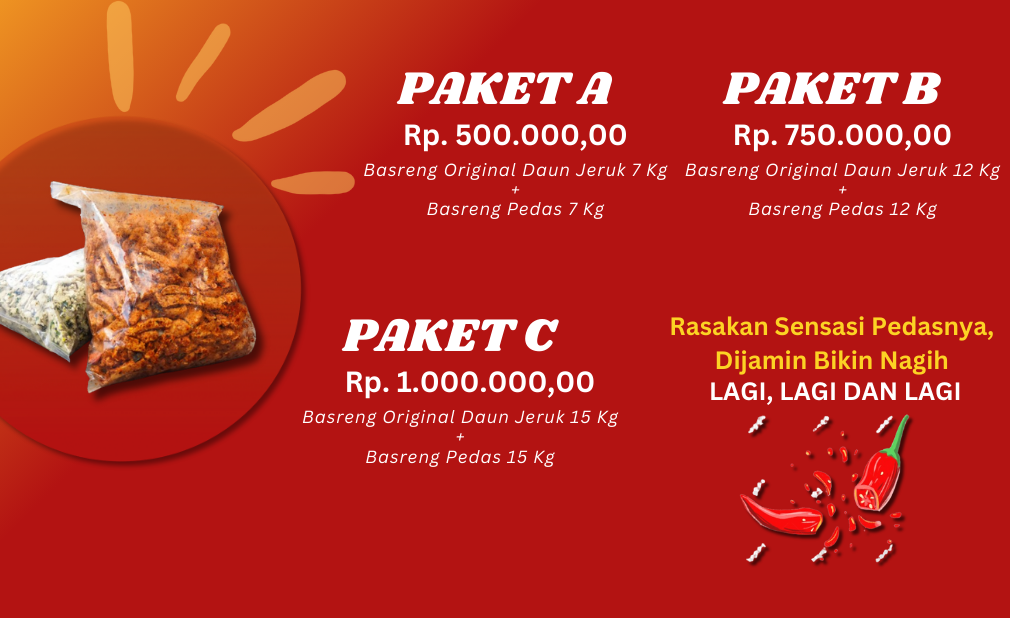 PAKET A
Rp. 500.000,00
Basreng Original Daun Jeruk 7 Kg
+
Basreng Pedas 7 Kg
PAKET B
Rp. 750.000,00
Basreng Original Daun Jeruk 12 Kg
+
Basreng Pedas 12 Kg
PAKET C
Rp. 1.000.000,00
Basreng Original Daun Jeruk 15 Kg
+
Basreng Pedas 15 Kg
Rasakan Sensasi Pedasnya,
Dijamin Bikin Nagih
LAGI, LAGI DAN LAGI